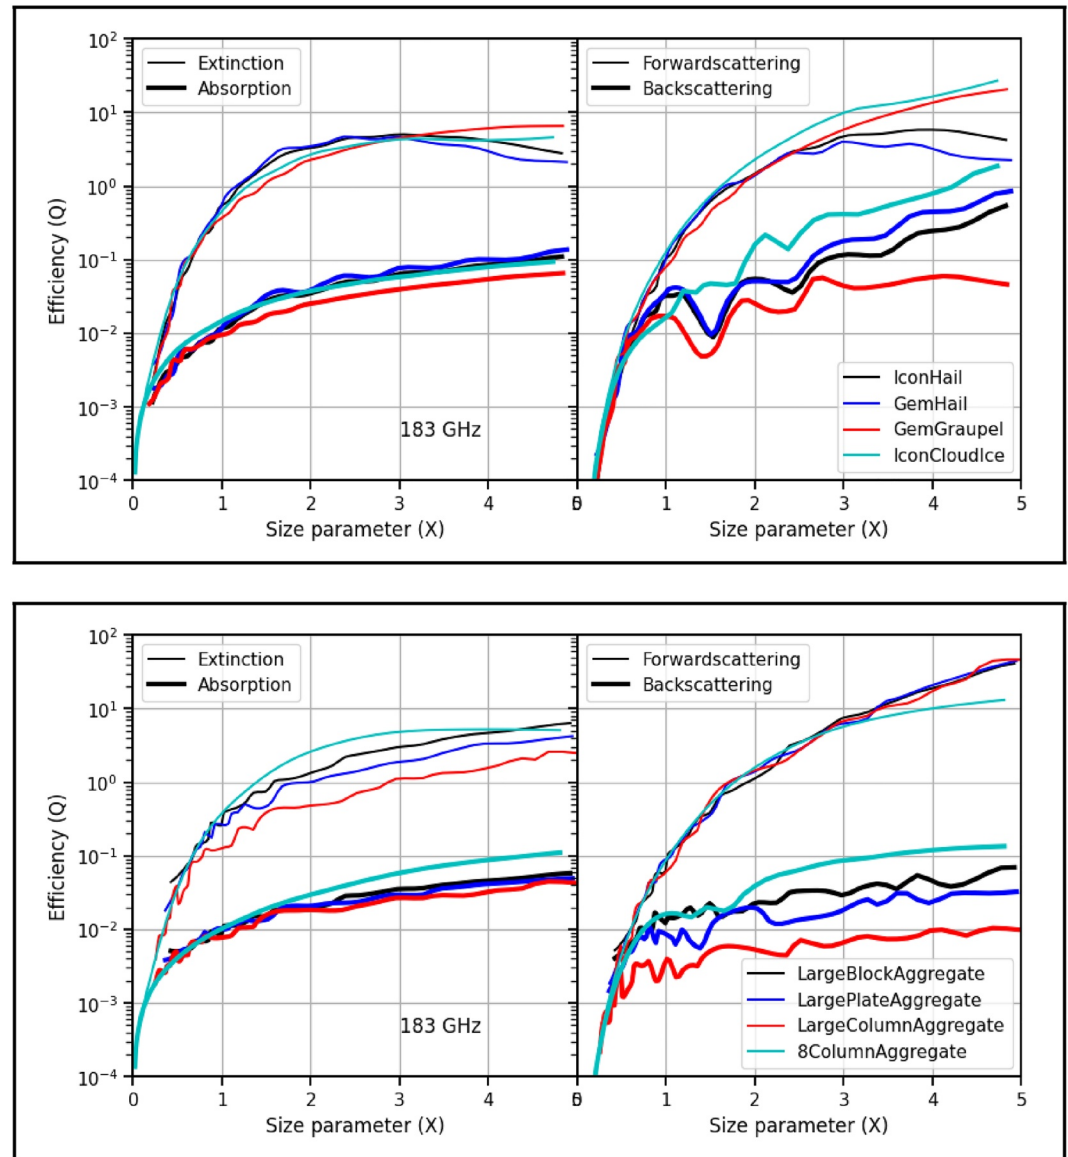 10²
10¹
10⁰
10⁻¹
10⁻²
10⁻³
10⁻⁴
Efficiency (Q)
Extinction
Absorption
183 GHz
0 1 2 3 4 5
Size parameter (X)
Forwardscattering
Backscattering
IconHail
GemHail
GemGraupel
IconCloudIce
0 1 2 3 4 5
Size parameter (X)
10²
10¹
10⁰
10⁻¹
10⁻²
10⁻³
10⁻⁴
Efficiency (Q)
Extinction
Absorption
183 GHz
0 1 2 3 4 5
Size parameter (X)
Forwardscattering
Backscattering
LargeBlockAggregate
LargePlateAggregate
LargeColumnAggregate
8ColumnAggregate
0 1 2 3 4 5
Size parameter (X)